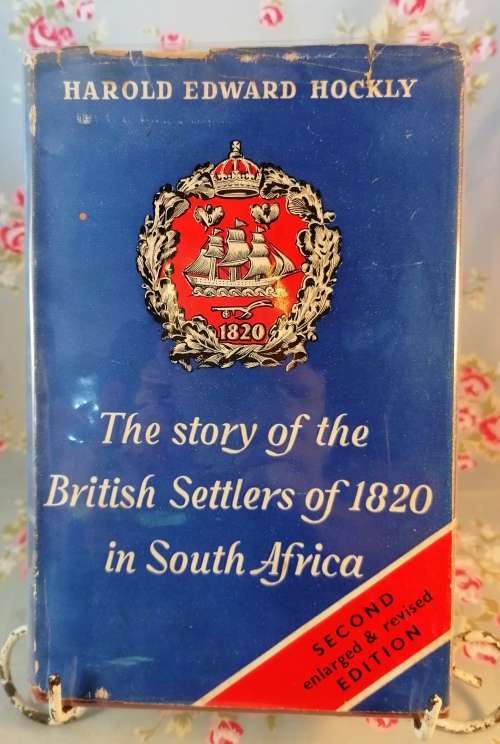 HAROLD EDWARD HOCKLY
1820
The story of the
British Settlers of 1820
in South Africa
SECOND
enlarged & revised
EDITION